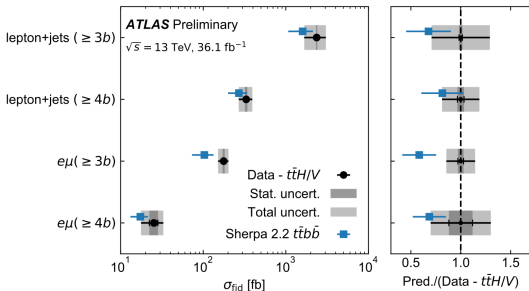 ATLAS Preliminary
√s = 13 TeV, 36.1 fb⁻¹
lepton+jets (≥ 3b)
lepton+jets (≥ 4b)
eμ(≥ 3b)
eμ(≥ 4b)
Data - tt̄H/V
Stat. uncert.
Total uncert.
Sherpa 2.2 tt̄bb̄
10¹ 10² 10³ 10⁴
σfid [fb]
0.5 1.0 1.5
Pred./(Data - tt̄H/V)